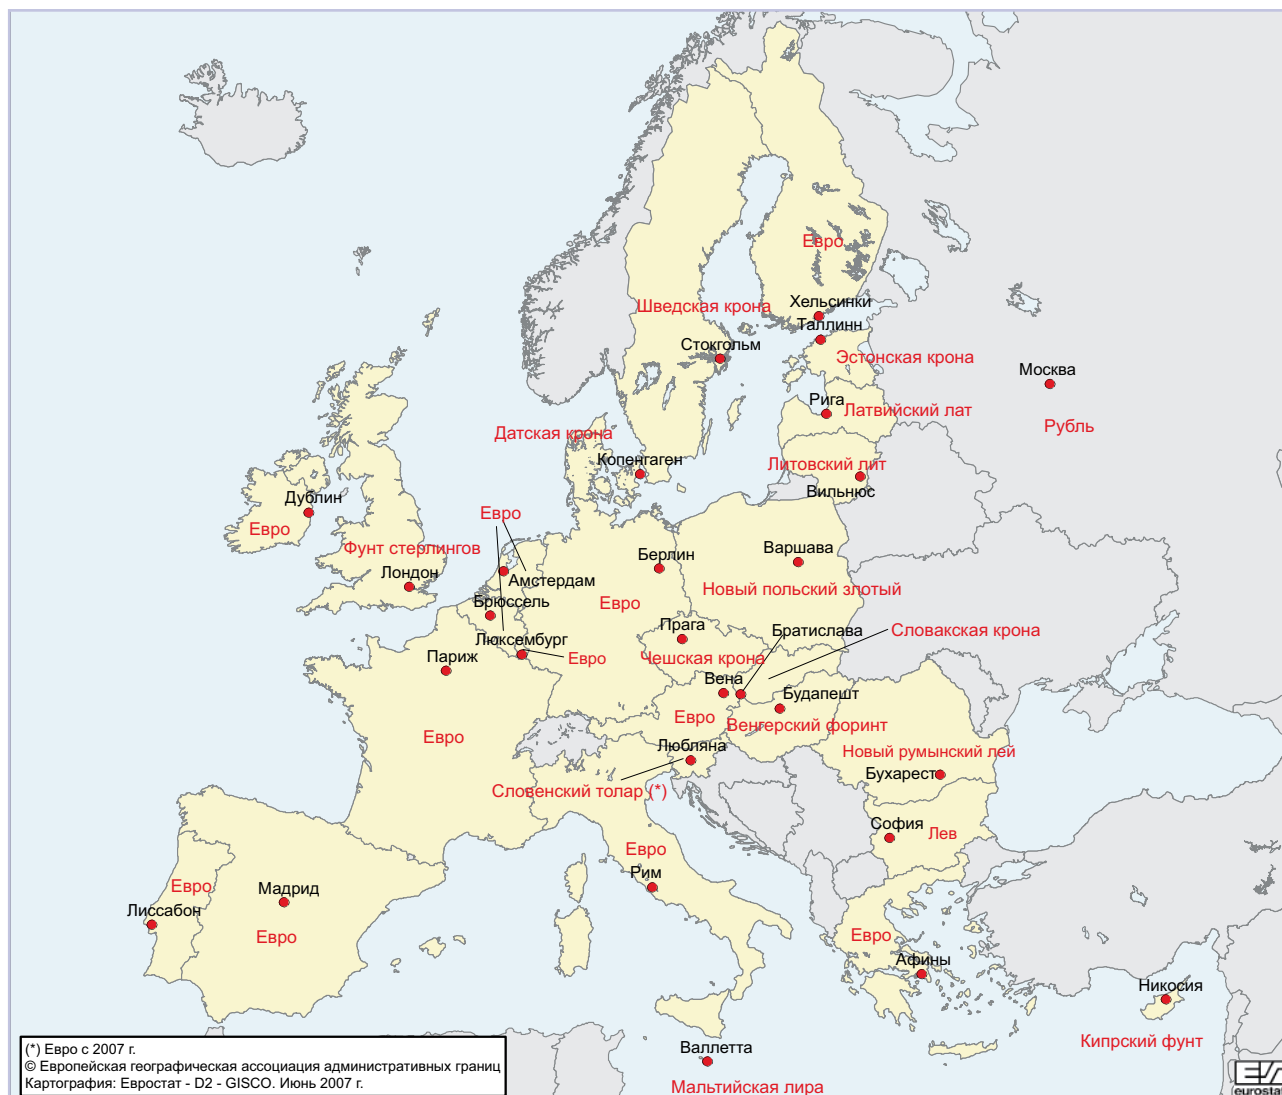 Евро
Хельсинки
Шведская крона
Таллинн
Стокгольм
Эстонская крона
Москва
Рига
Латвийский лат
Рубль
Датская крона
Копенгаген
Литовский лит
Вильнюс
Дублин
Евро
Евро
Фунт стерлингов
Берлин
Варшава
Лондон
Амстердам
Новый польский злотый
Брюссель
Евро
Прага
Братислава
Словакская крона
Люксембург
Париж
Евро
Чешская крона
Вена
Будапешт
Евро
Венгерский форинт
Евро
Любляна
Новый румынский лей
Бухарест
Словенский толар (*)
София
Лев
Евро
Рим
Евро
Мадрид
Лиссабон
Евро
Евро
Афины
Никосия
Кипрский фунт
Валлетта
Мальтийская лира
(*) Евро с 2007 г.
© Европейская географическая ассоциация административных границ
Картография: Евростат - D2 - GISCO. Июнь 2007 г.
eurostat